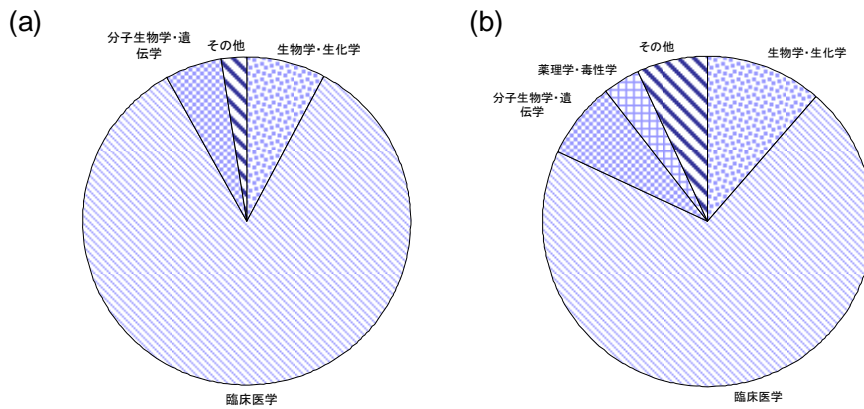 (a)
分子生物学・遺
伝学
その他
生物学・生化学
臨床医学
(b)
その他
生物学・生化学
薬理学・毒性学
分子生物学・遺
伝学
臨床医学